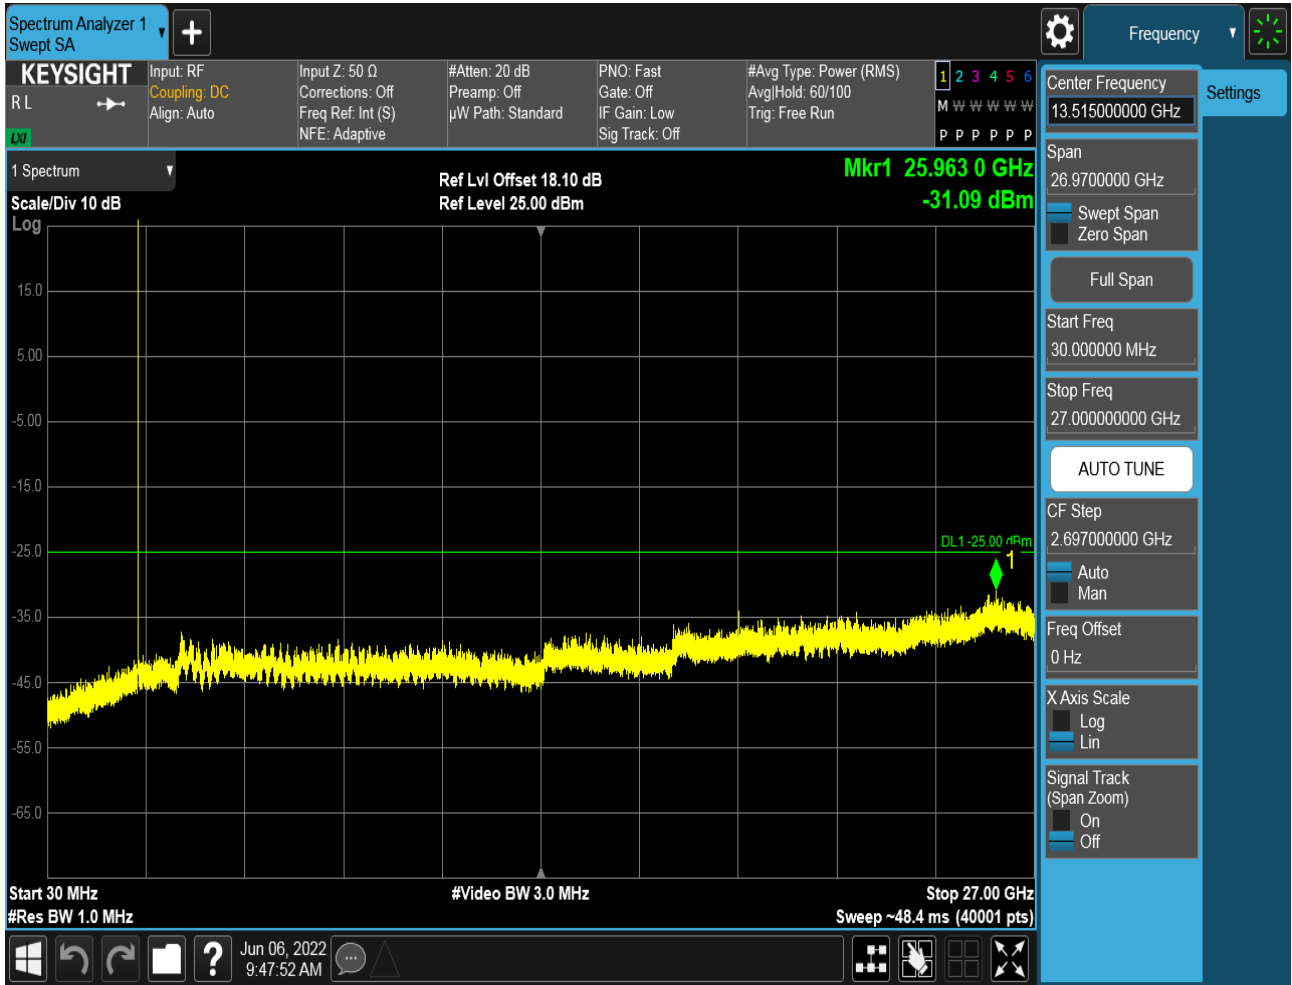 Spectrum Analyzer 1
Swept SA
Frequency
KEYSIGHT
R L
LXI
Input: RF
Coupling: DC
Align: Auto
Input Z: 50 Ω
Corrections: Off
Freq Ref: Int (S)
NFE: Adaptive
#Atten: 20 dB
Preamp: Off
µW Path: Standard
PNO: Fast
Gate: Off
IF Gain: Low
Sig Track: Off
#Avg Type: Power (RMS)
Avg|Hold: 60/100
Trig: Free Run
1 2 3 4 5 6
M W W W W W
P P P P P P
Center Frequency
13.515000000 GHz
Settings
Span
26.9700000 GHz
Swept Span
Zero Span
Full Span
Start Freq
30.000000 MHz
Stop Freq
27.000000000 GHz
AUTO TUNE
CF Step
2.697000000 GHz
Auto
Man
Freq Offset
0 Hz
X Axis Scale
Log
Lin
Signal Track
(Span Zoom)
On
Off
1 Spectrum
Scale/Div 10 dB
Log
Ref Lvl Offset 18.10 dB
Ref Level 25.00 dBm
Mkr1 25.963 0 GHz
-31.09 dBm
15.0
5.00
-5.00
-15.0
-25.0
-35.0
-45.0
-55.0
-65.0
DL1 -25.00 dBm
1
Start 30 MHz
#Video BW 3.0 MHz
Stop 27.00 GHz
#Res BW 1.0 MHz
Sweep ~48.4 ms (40001 pts)
?
Jun 06, 2022
9:47:52 AM